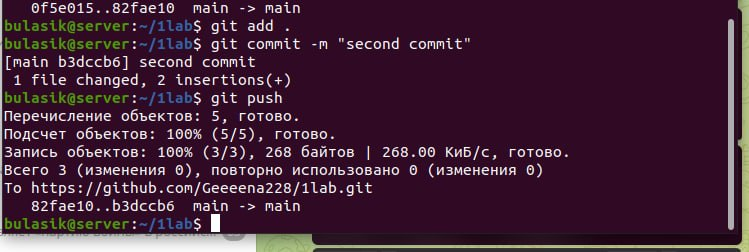 0f5e015..82fae10 main -> main
bulasik@server:~/1lab$ git add .
bulasik@server:~/1lab$ git commit -m "second commit"
[main b3dccb6] second commit
1 file changed, 2 insertions(+)
bulasik@server:~/1lab$ git push
Перечисление объектов: 5, готово.
Подсчет объектов: 100% (5/5), готово.
Запись объектов: 100% (3/3), 268 байтов | 268.00 КиБ/с, готово.
Всего 3 (изменения 0), повторно использовано 0 (изменения 0)
To https://github.com/Geeeena228/1lab.git
82fae10..b3dccb6 main -> main
bulasik@server:~/1lab$